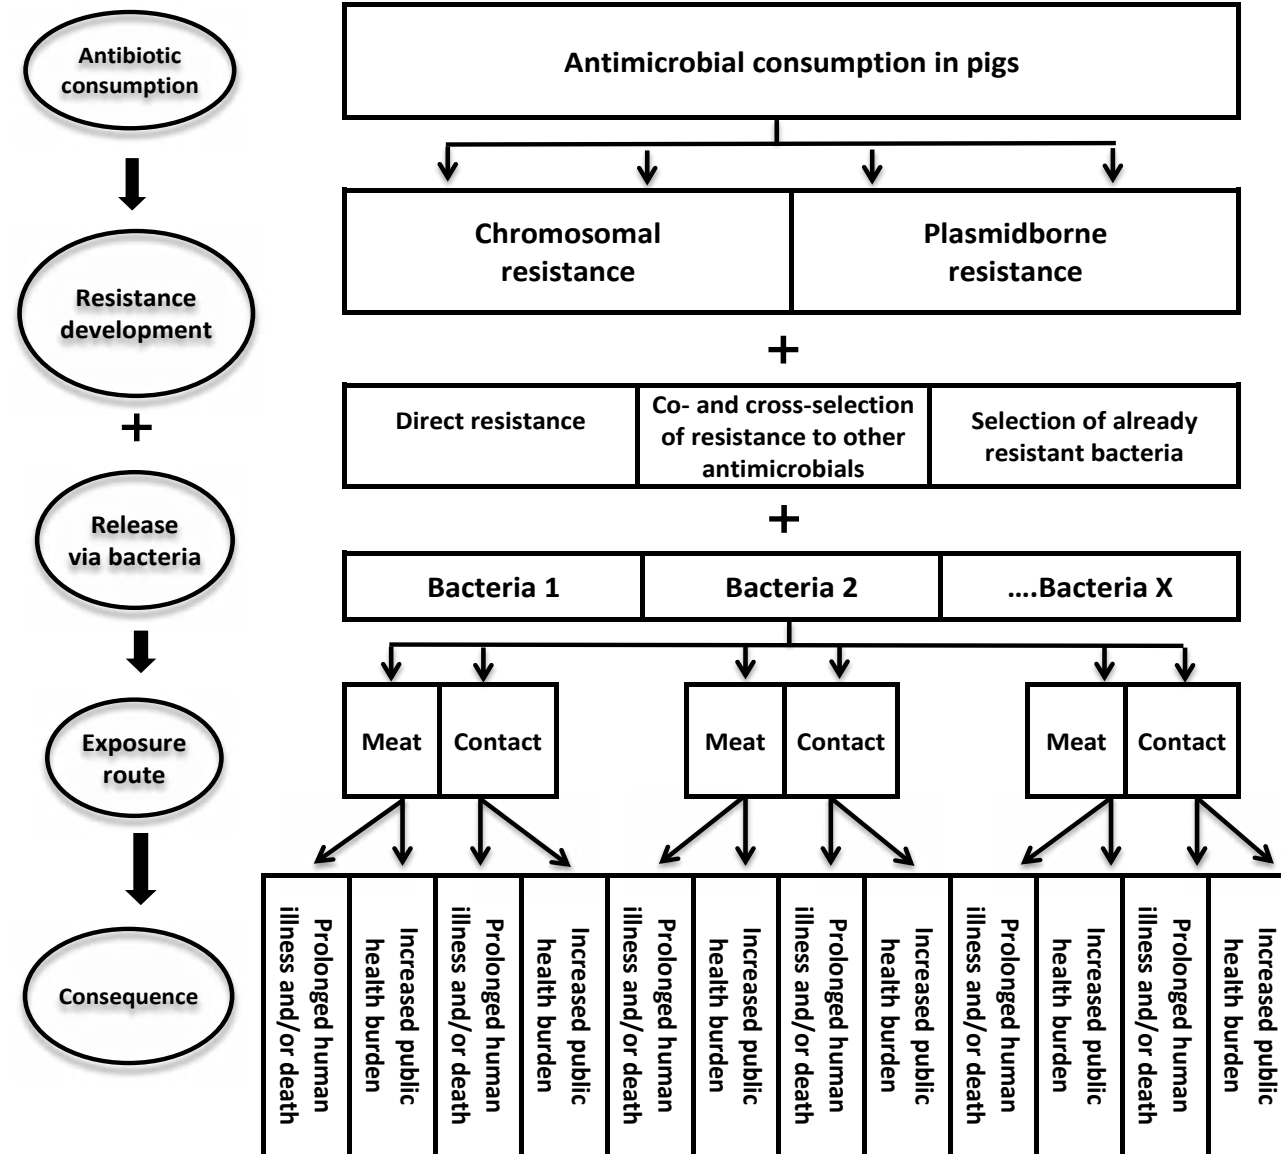 Antibiotic
consumption
Antimicrobial consumption in pigs
Resistance
development
Chromosomal
resistance
Plasmidborne
resistance
+
+
Direct resistance
Co- and cross-selection
of resistance to other
antimicrobials
Selection of already
resistant bacteria
+
Release
via bacteria
Bacteria 1
Bacteria 2
....Bacteria X
Exposure
route
Meat
Contact
Meat
Contact
Meat
Contact
Consequence
Prolonged human
illness and/or death
Increased public
health burden
Prolonged human
illness and/or death
Increased public
health burden
Prolonged human
illness and/or death
Increased public
health burden
Prolonged human
illness and/or death
Increased public
health burden
Prolonged human
illness and/or death
Increased public
health burden
Prolonged human
illness and/or death
Increased public
health burden